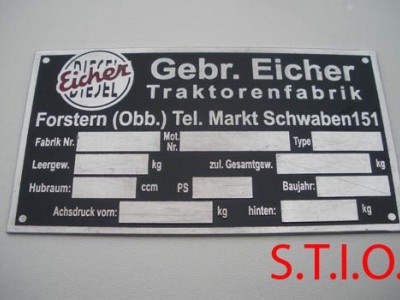 DIESEL
Eicher
DIESEL
Gebr. Eicher
Traktorenfabrik
Forstern (Obb.) Tel. Markt Schwaben151
Fabrik Nr. Mot. Nr. Type
Leergew. kg zul. Gesamtgew. kg
Hubraum: ccm PS Baujahr:
Achsdruck vorn: kg hinten: kg
S.T.I.O.